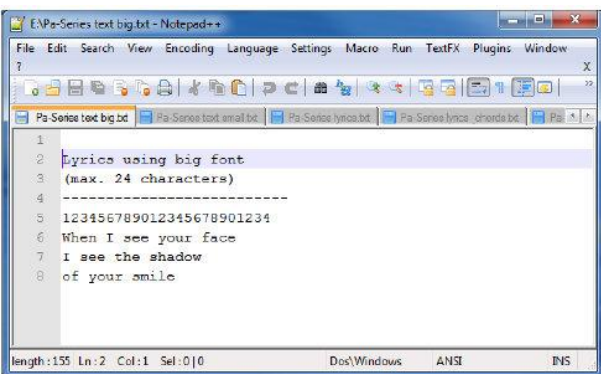 E:\Pa-Series text big.txt - Notepad++
File Edit Search View Encoding Language Settings Macro Run TextFX Plugins Window
? X
Pa-Series text big.txt Pa-Series text small.txt Pa-Series lyrics.txt Pa-Series lyrics_chords.txt Pa
1
2 Lyrics using big font
3 (max. 24 characters)
4 --------------------------
5 123456789012345678901234
6 When I see your face
7 I see the shadow
8 of your smile
length:155 Ln:2 Col:1 Sel:0|0 Dos\Windows ANSI INS